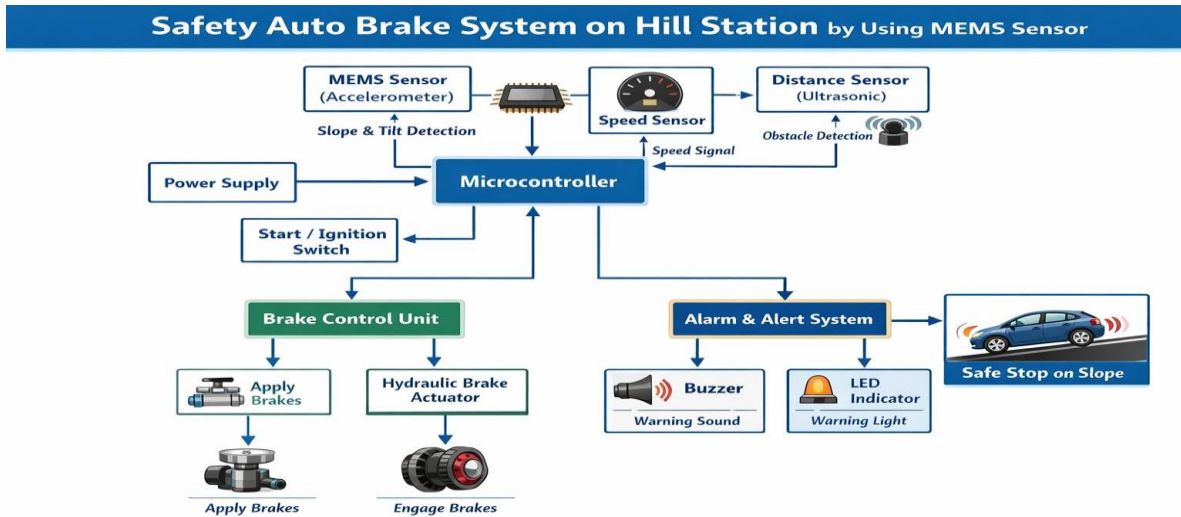 Safety Auto Brake System on Hill Station by Using MEMS Sensor
MEMS Sensor
(Accelerometer)
Speed Sensor
Distance Sensor
(Ultrasonic)
Slope & Tilt Detection
Speed Signal
Obstacle Detection
Power Supply
Microcontroller
Start / Ignition
Switch
Brake Control Unit
Alarm & Alert System
Apply
Brakes
Hydraulic Brake
Actuator
Buzzer
Warning Sound
LED
Indicator
Warning Light
Safe Stop on Slope
Apply Brakes
Engage Brakes